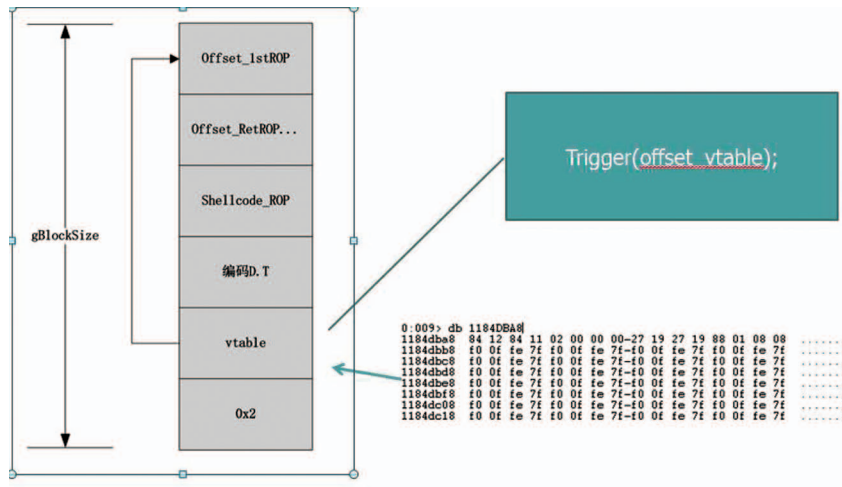 Offset_1stROP
Offset_RetROP...
Shellcode_ROP
gBlockSize
编码D.T
vtable
0x2
Trigger(offset_vtable);
0:009> db 1184DBA8
1184dba8 84 12 84 11 02 00 00 00-27 19 27 19 88 01 08 08 ......
1184dbb8 f0 0f fe 7f f0 0f fe 7f-f0 0f fe 7f f0 0f fe 7f ......
1184dbc8 f0 0f fe 7f f0 0f fe 7f-f0 0f fe 7f f0 0f fe 7f ......
1184dbd8 f0 0f fe 7f f0 0f fe 7f-f0 0f fe 7f f0 0f fe 7f ......
1184dbe8 f0 0f fe 7f f0 0f fe 7f-f0 0f fe 7f f0 0f fe 7f ......
1184dbf8 f0 0f fe 7f f0 0f fe 7f-f0 0f fe 7f f0 0f fe 7f ......
1184dc08 f0 0f fe 7f f0 0f fe 7f-f0 0f fe 7f f0 0f fe 7f ......
1184dc18 f0 0f fe 7f f0 0f fe 7f-f0 0f fe 7f f0 0f fe 7f ......